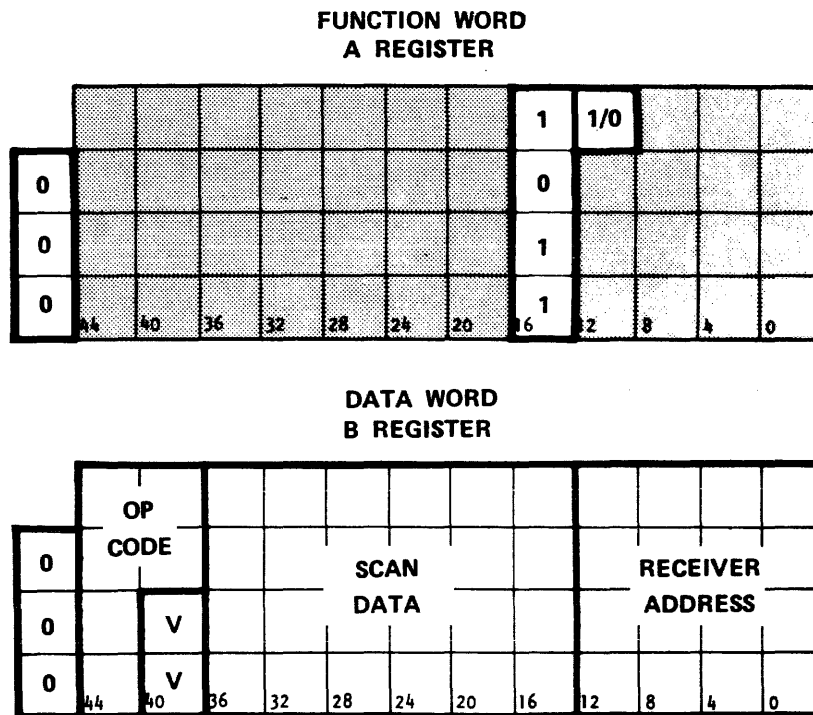 FUNCTION WORD
A REGISTER
1 1/0
0 0
0 1
0 1
44 40 36 32 28 24 20 16 12 8 4 0
DATA WORD
B REGISTER
OP
CODE
0
SCAN RECEIVER
DATA ADDRESS
0 V
0 V
44 40 36 32 28 24 20 16 12 8 4 0